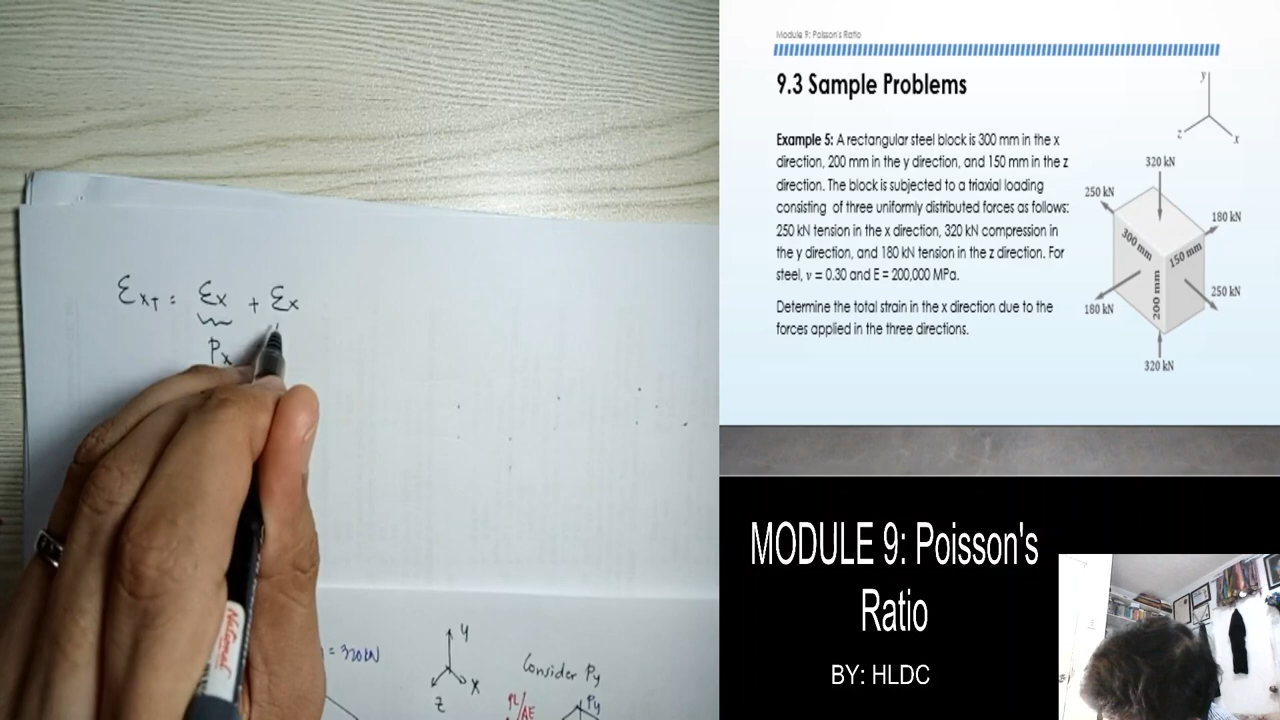 εxT = εx + εx
Px
= 320kN
y
x
z
Consider Py
PL/AE
Py
National
Module 9: Poisson's Ratio
9.3 Sample Problems
Example 5: A rectangular steel block is 300 mm in the x
direction, 200 mm in the y direction, and 150 mm in the z
direction. The block is subjected to a triaxial loading
consisting of three uniformly distributed forces as follows:
250 kN tension in the x direction, 320 kN compression in
the y direction, and 180 kN tension in the z direction. For
steel, ν = 0.30 and E = 200,000 MPa.
Determine the total strain in the x direction due to the
forces applied in the three directions.
y
z
x
320 kN
250 kN
180 kN
300 mm
150 mm
200 mm
250 kN
180 kN
320 kN
MODULE 9: Poisson's
Ratio
BY: HLDC